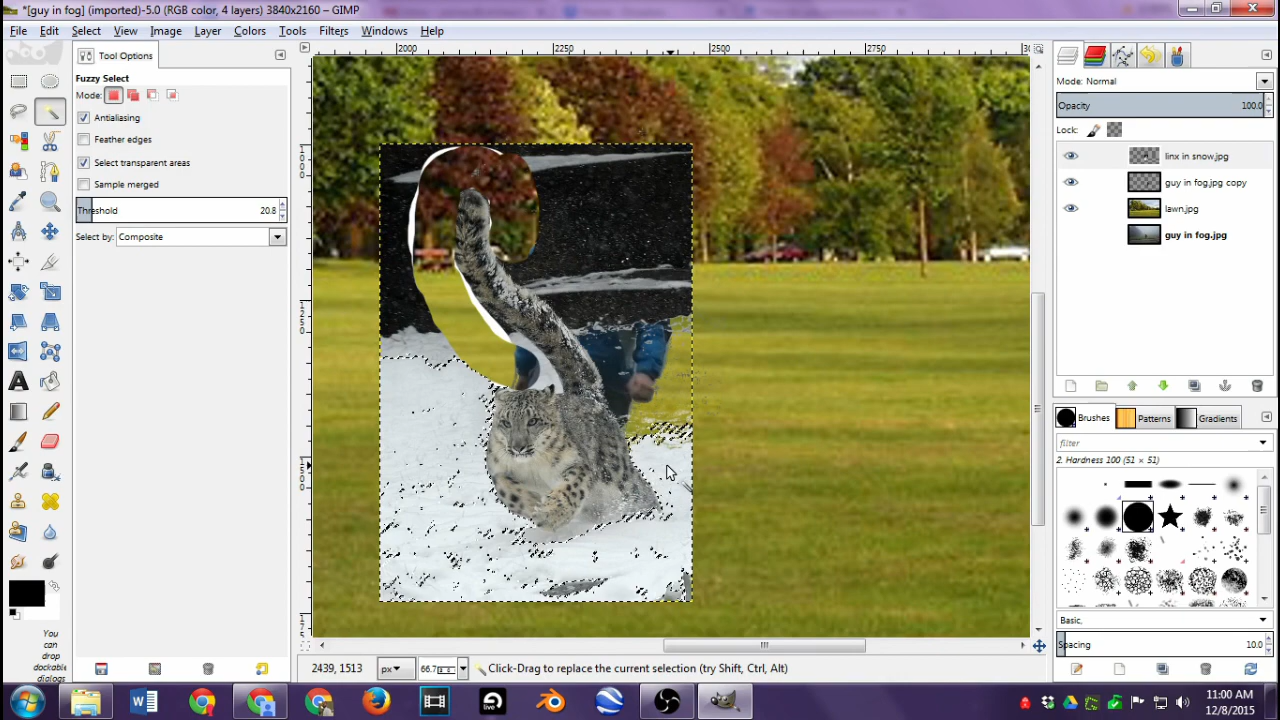 *[guy in fog] (imported)-5.0 (RGB color, 4 layers) 3840x2160 – GIMP
File Edit Select View Image Layer Colors Tools Filters Windows Help
Tool Options
Fuzzy Select
Mode:
Antialiasing
Feather edges
Select transparent areas
Sample merged
Threshold 20.8
Select by: Composite
You
can
drop
dockable
dialogs
2000 2250 2500 2750
Mode: Normal
Opacity 100.0
Lock:
linx in snow.jpg
guy in fog.jpg copy
lawn.jpg
guy in fog.jpg
Brushes Patterns Gradients
filter
2. Hardness 100 (51 × 51)
Basic,
Spacing 10.0
2439, 1513 px 66.7 Click-Drag to replace the current selection (try Shift, Ctrl, Alt)
live
11:00 AM
12/8/2015